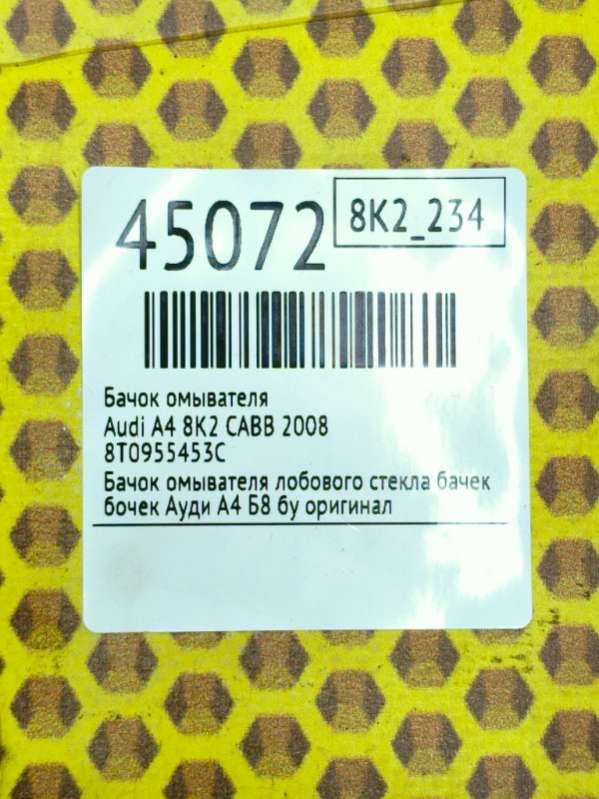 45072
8K2_234
Бачок омывателя
Audi A4 8K2 CABB 2008
8T0955453C
Бачок омывателя лобового стекла бачек
бочек Ауди А4 Б8 бу оригинал